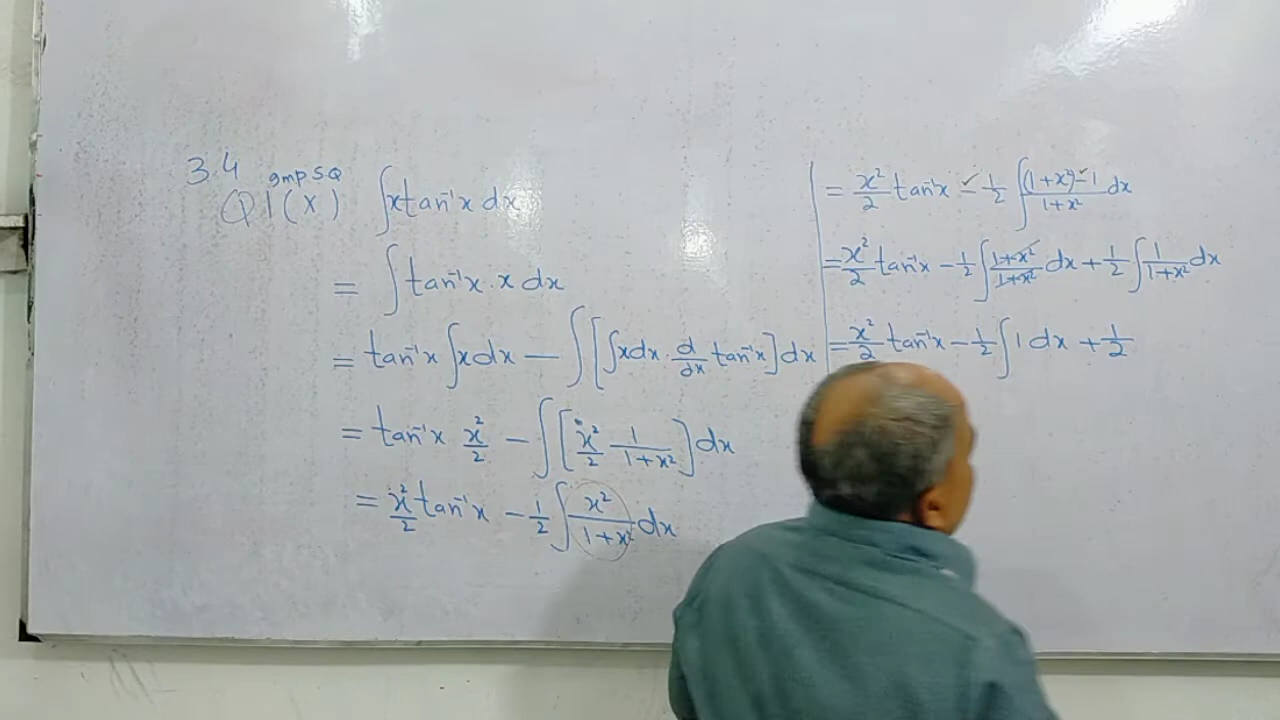 3.4 Imp SQ
Q1(X) ∫x tan⁻¹x dx
= ∫tan⁻¹x · x dx
= tan⁻¹x ∫x dx − ∫[∫x dx · d/dx tan⁻¹x] dx
= tan⁻¹x x²/2 − ∫[x²/2 1/(1+x²)] dx
= x²/2 tan⁻¹x − 1/2 ∫ x²/(1+x²) dx
= x²/2 tan⁻¹x − 1/2 ∫ ((1+x²)−1)/(1+x²) dx
= x²/2 tan⁻¹x − 1/2 ∫ (1+x²)/(1+x²) dx + 1/2 ∫ 1/(1+x²) dx
= x²/2 tan⁻¹x − 1/2 ∫ 1 dx + 1/2